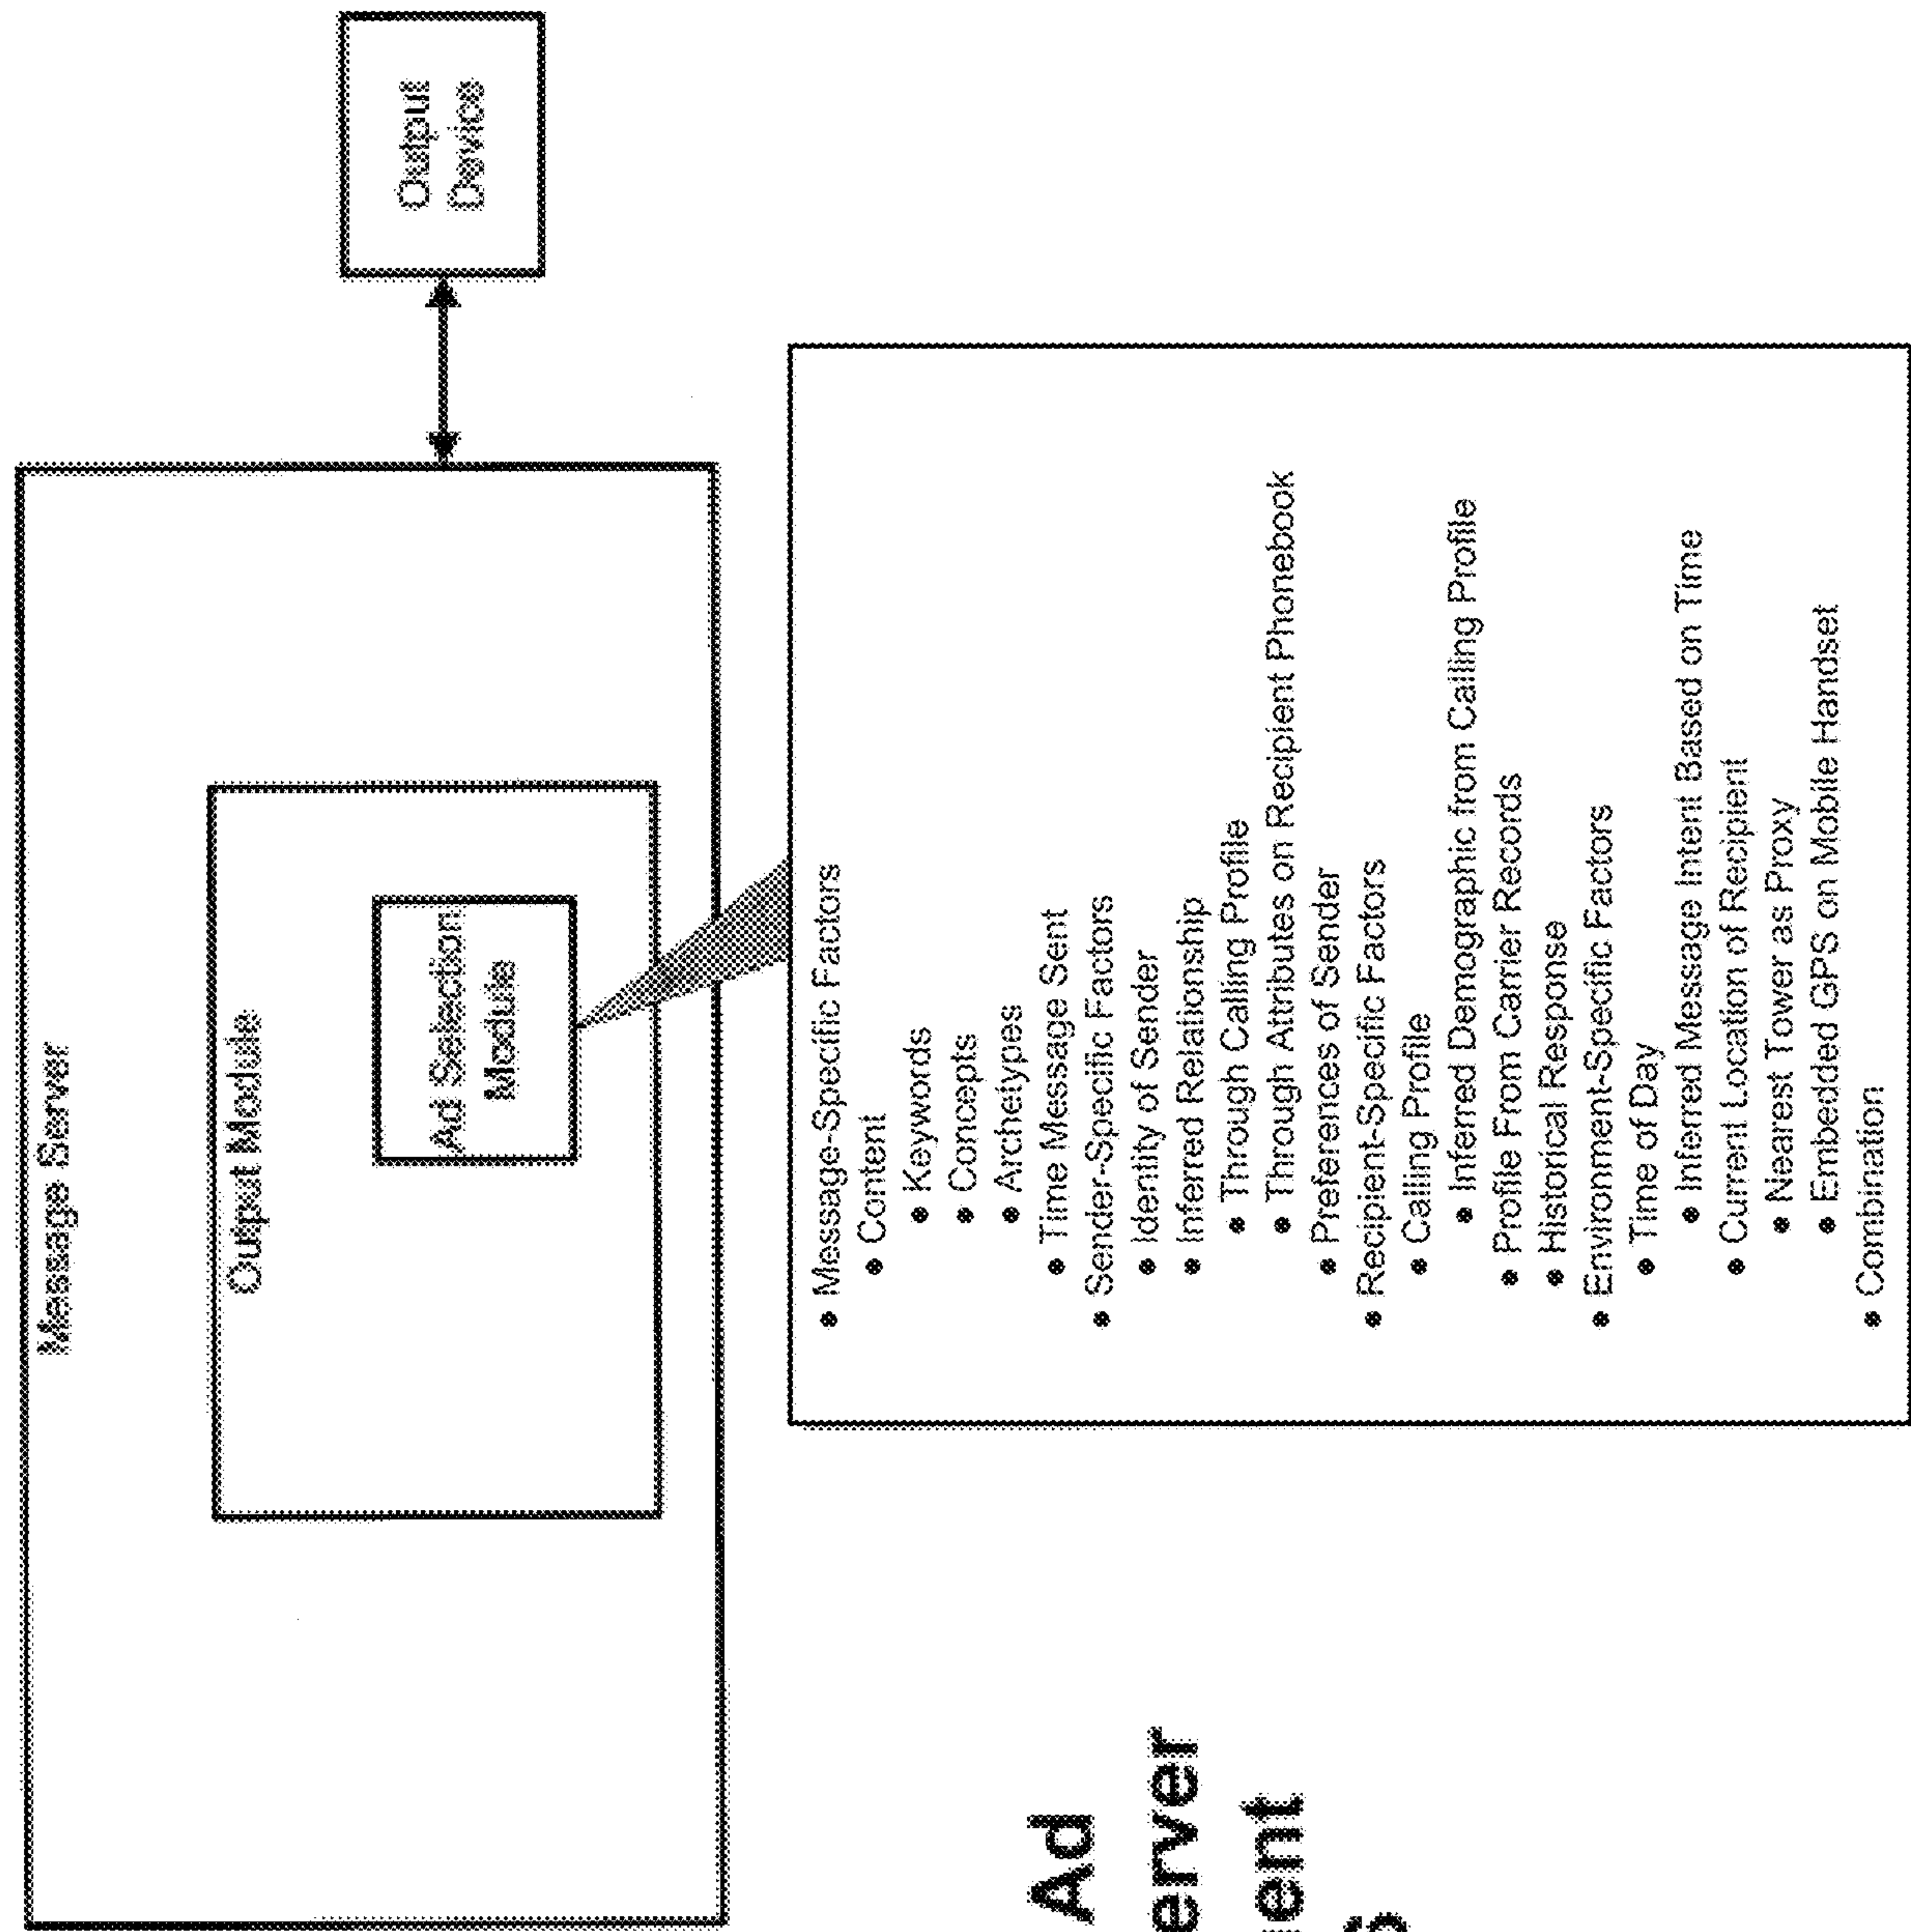 Message Server
Output Module
Ad Selection
Module
Output
Device
• Message-Specific Factors
• Content
• Keywords
• Concepts
• Archetypes
• Time Message Sent
• Sender-Specific Factors
• Identity of Sender
• Inferred Relationship
• Through Calling Profile
• Through Attributes on Recipient Phonebook
• Preferences of Sender
• Recipient-Specific Factors
• Calling Profile
• Inferred Demographic from Calling Profile
• Profile From Carrier Records
• Historical Response
• Environment-Specific Factors
• Time of Day
• Inferred Message Intent Based on Time
• Current Location of Recipient
• Nearest Tower as Proxy
• Embedded GPS on Mobile Handset
• Combination
Ad